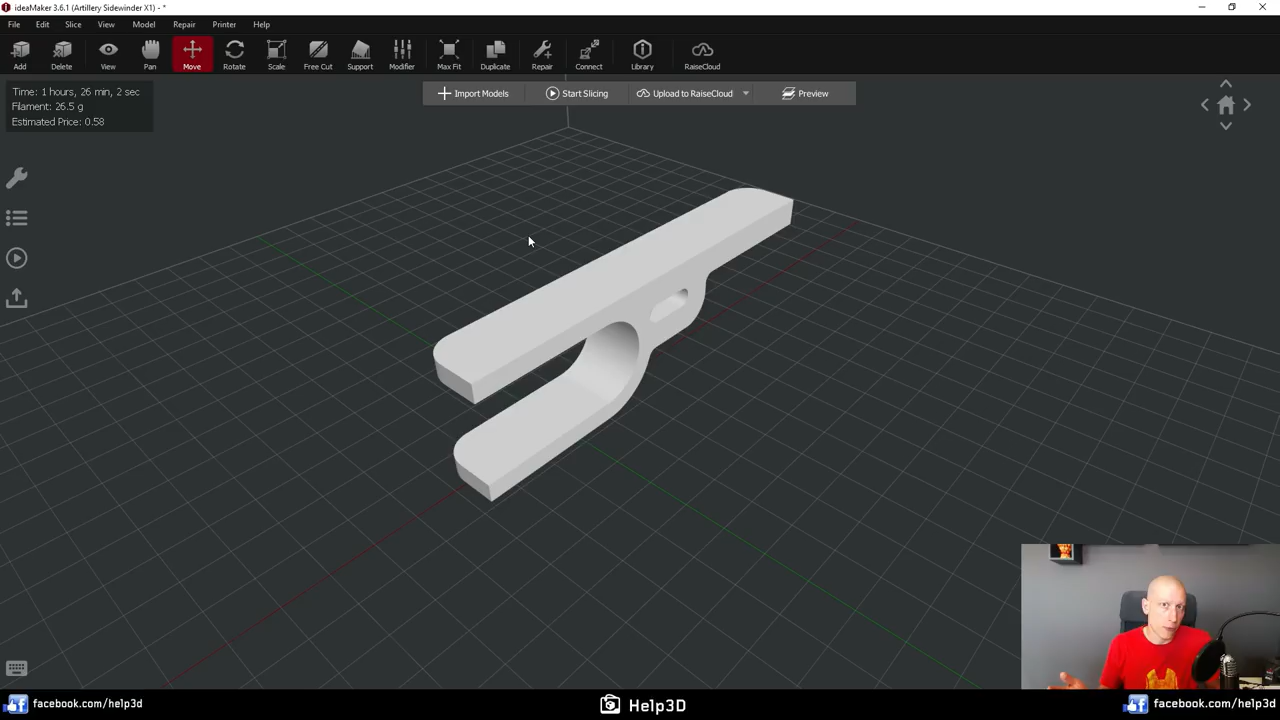 ideaMaker 3.6.1 (Artillery Sidewinder X1) - *
File Edit Slice View Model Repair Printer Help
Add Delete View Pan Move Rotate Scale Free Cut Support Modifier Max Fit Duplicate Repair Connect Library RaiseCloud
Import Models Start Slicing Upload to RaiseCloud Preview
Time: 1 hours, 26 min, 2 sec
Filament: 26.5 g
Estimated Price: 0.58
facebook.com/help3d Help3D facebook.com/help3d